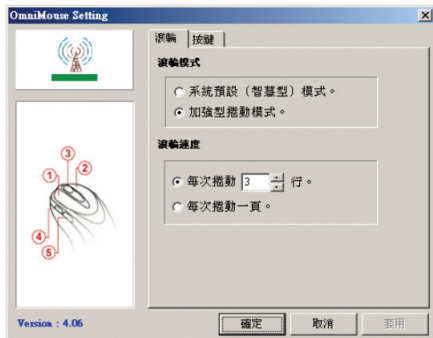 OmniMouse Setting
滾輪 按鍵
滾輪模式
系統預設（智慧型）模式。
加強型捲動模式。
滾輪速度
每次捲動 3 行。
每次捲動一頁。
1
2
3
4
5
Version : 4.06
確定 取消 套用